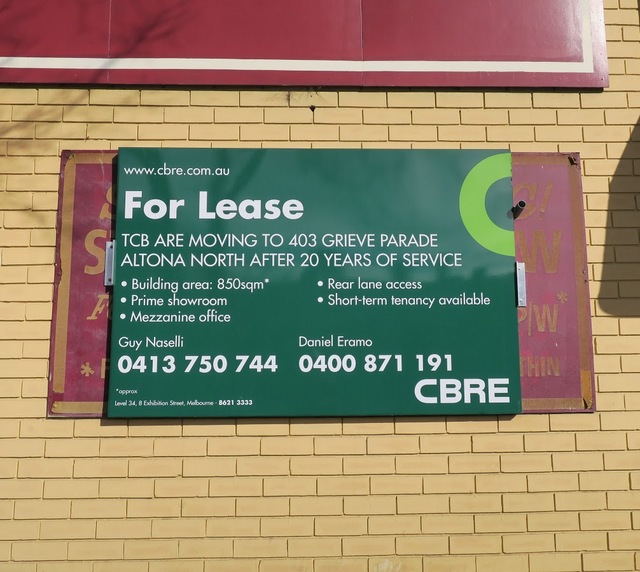 www.cbre.com.au
For Lease
TCB ARE MOVING TO 403 GRIEVE PARADE
ALTONA NORTH AFTER 20 YEARS OF SERVICE
• Building area: 850sqm*
• Prime showroom
• Mezzanine office
• Rear lane access
• Short-term tenancy available
Guy Naselli
0413 750 744
Daniel Eramo
0400 871 191
CBRE
*approx
Level 34, 8 Exhibition Street, Melbourne · 8621 3333